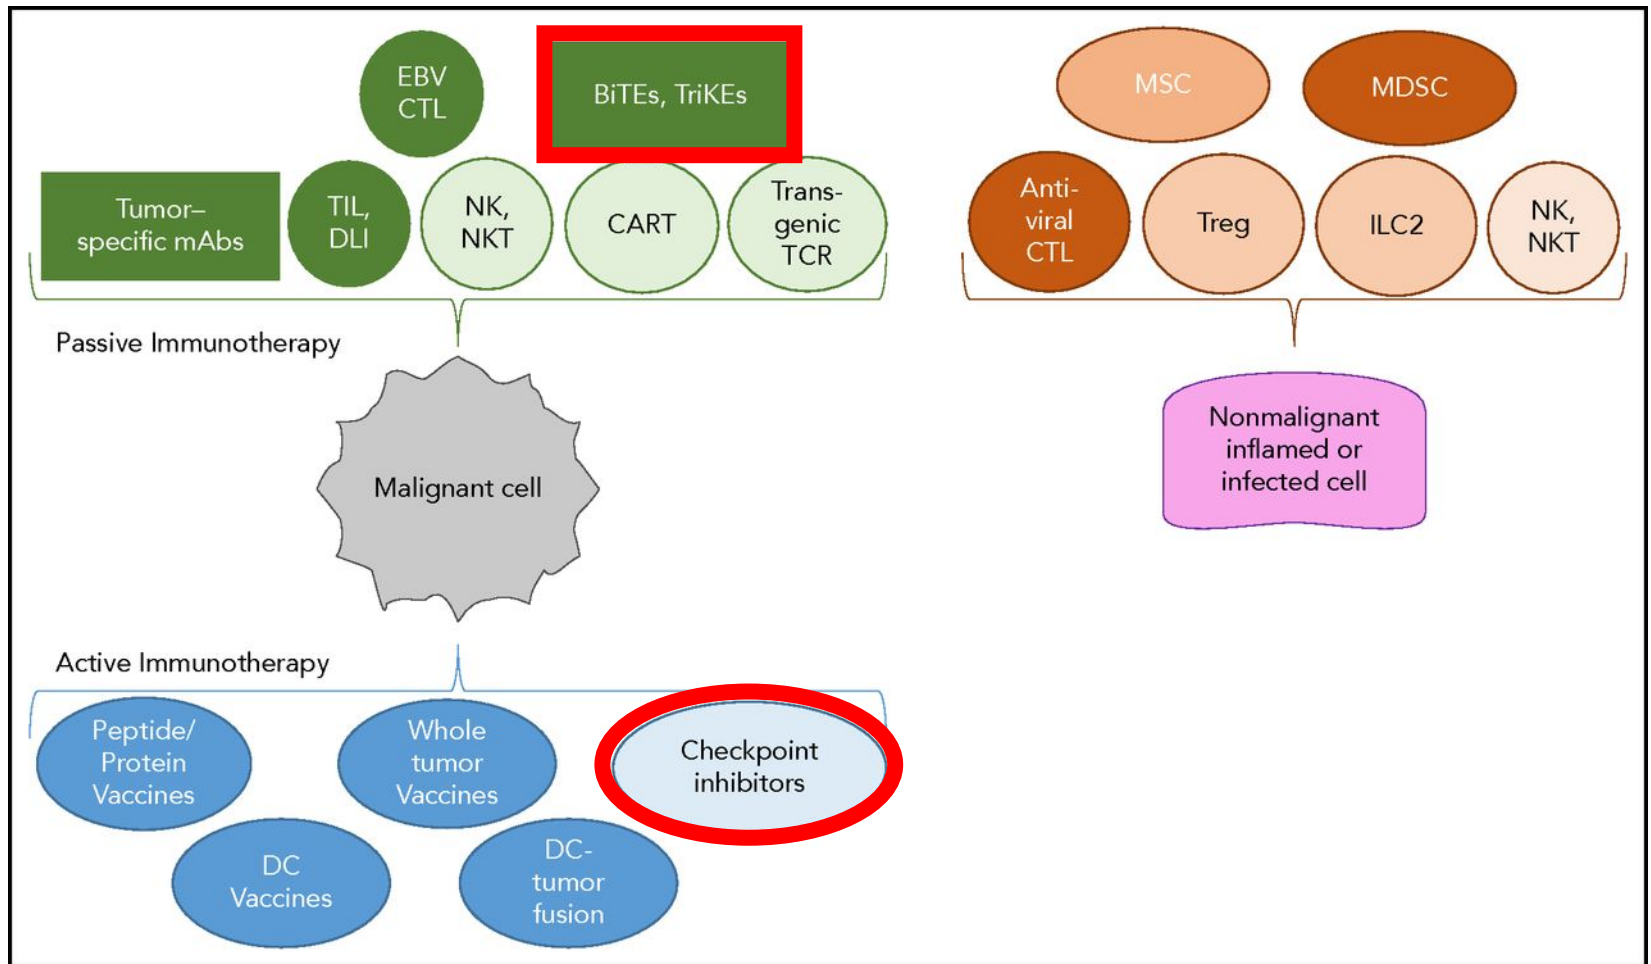 EBV
CTL
BiTEs, TriKEs
MSC
MDSC
Tumor–
specific mAbs
TIL,
DLI
NK,
NKT
CART
Trans-
genic
TCR
Anti-
viral
CTL
Treg
ILC2
NK,
NKT
Passive Immunotherapy
Malignant cell
Nonmalignant
inflamed or
infected cell
Active Immunotherapy
Peptide/
Protein
Vaccines
Whole
tumor
Vaccines
Checkpoint
inhibitors
DC
Vaccines
DC-
tumor
fusion